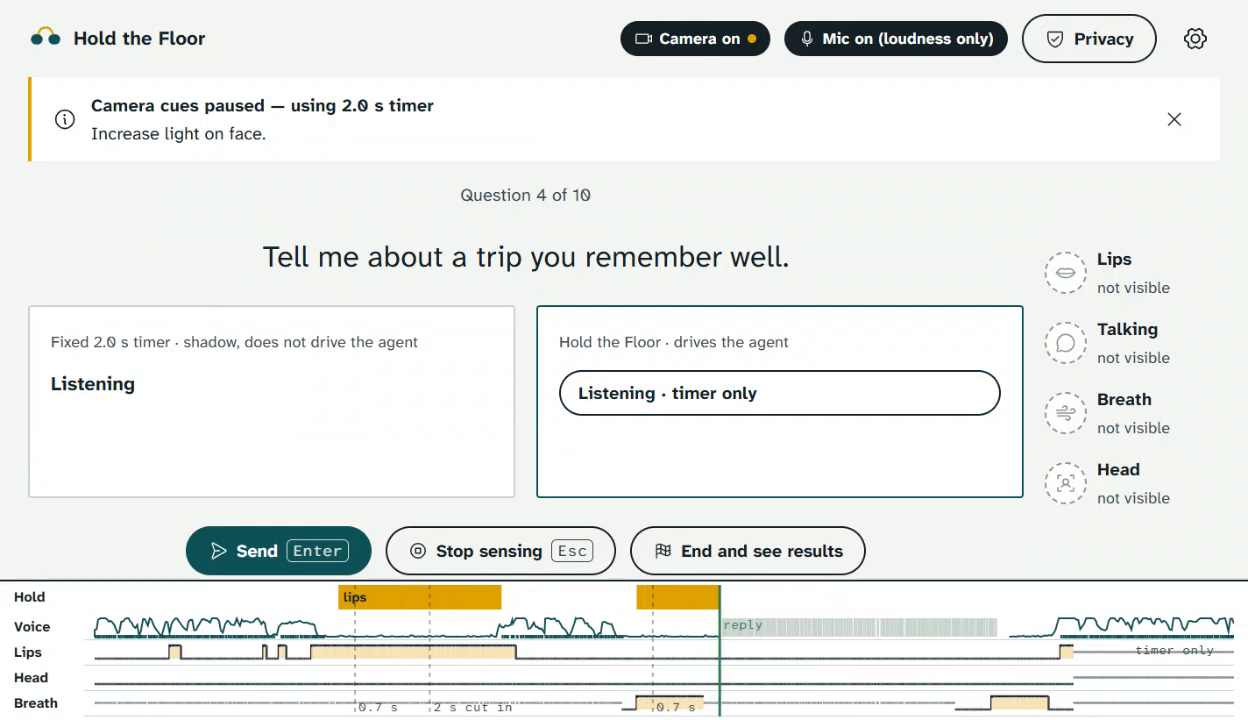 Hold the Floor
Camera on
Mic on (loudness only)
Privacy
Camera cues paused — using 2.0 s timer
Increase light on face.
Question 4 of 10
Tell me about a trip you remember well.
Fixed 2.0 s timer · shadow, does not drive the agent
Listening
Hold the Floor · drives the agent
Listening · timer only
Lips
not visible
Talking
not visible
Breath
not visible
Head
not visible
Send Enter
Stop sensing Esc
End and see results
Hold
lips
Voice
reply
Lips
timer only
Head
Breath
0.7 s
2 s cut in
0.7 s